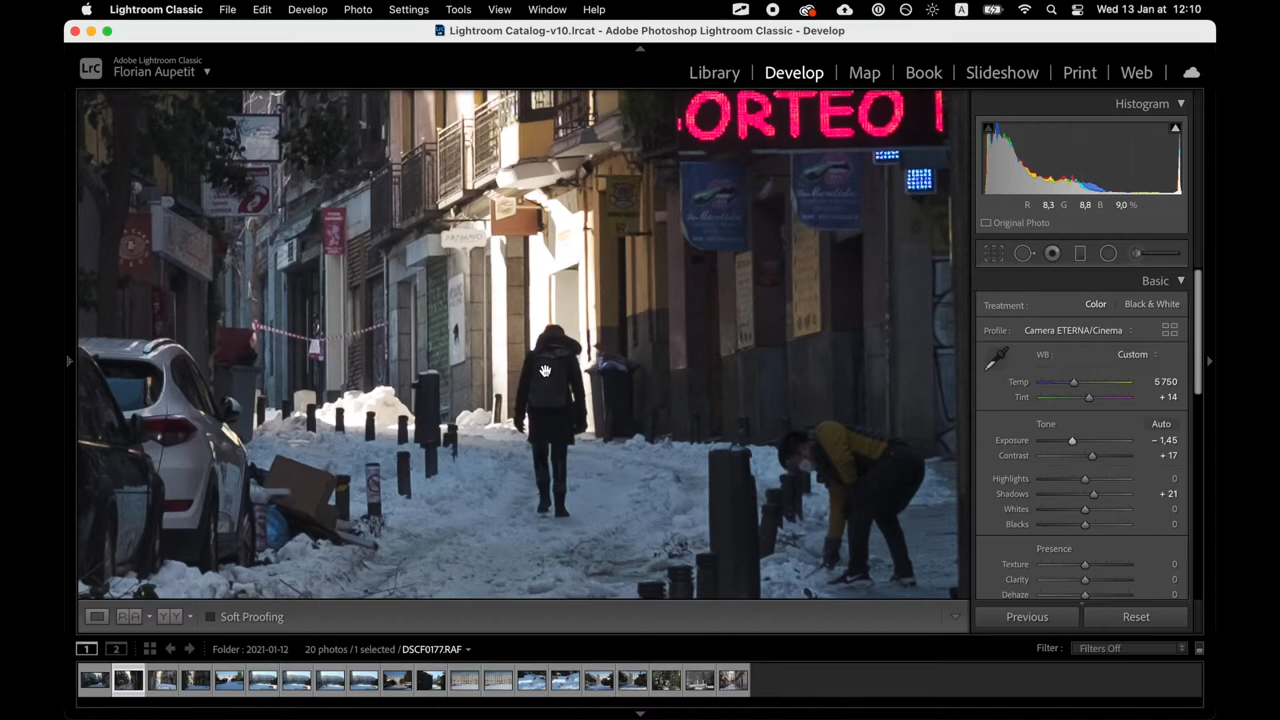 Lightroom Classic File Edit Develop Photo Settings Tools View Window Help A Wed 13 Jan at 12:10
Lightroom Catalog-v10.lrcat - Adobe Photoshop Lightroom Classic - Develop
LrC
Adobe Lightroom Classic
Florian Aupetit
Library | Develop | Map | Book | Slideshow | Print | Web
Histogram
ORTEO
R 8,3 G 8,8 B 9,0 %
Original Photo
Basic
Treatment : Color Black & White
Profile : Camera ETERNA/Cinema
WB : Custom
Temp 5 750
Tint + 14
Tone Auto
Exposure − 1,45
Contrast + 17
Highlights 0
Shadows + 21
Whites 0
Blacks 0
Presence
Texture 0
Clarity 0
Dehaze 0
R A Y Y Soft Proofing
Previous Reset
1 2 Folder : 2021-01-12 20 photos / 1 selected / DSCF0177.RAF Filter : Filters Off